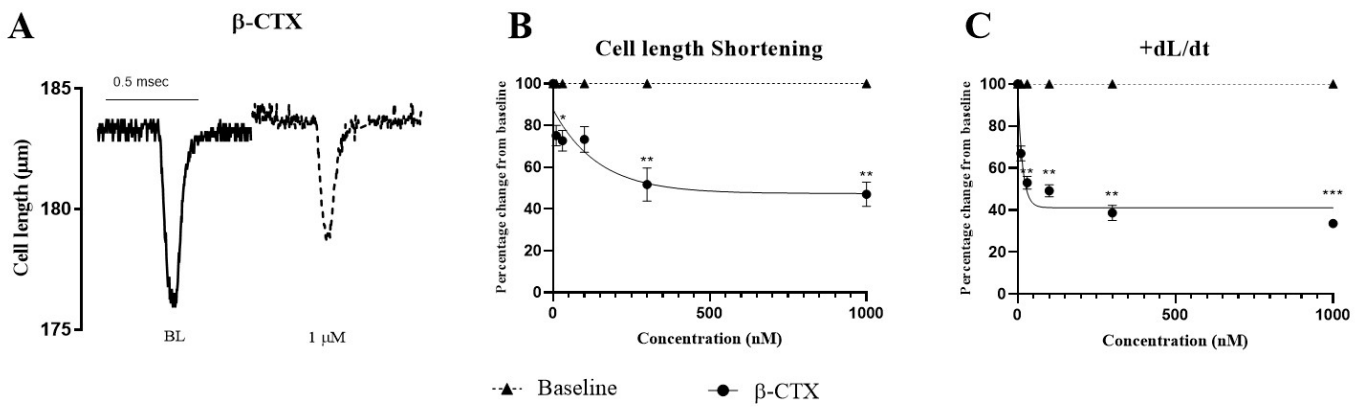 A
β-CTX
0.5 msec
185
180
175
Cell length (μm)
BL
1 μM
B
Cell length Shortening
Percentage change from baseline
100
80
60
40
20
0
*
**
**
0
500
1000
Concentration (nM)
C
+dL/dt
Percentage change from baseline
100
80
60
40
20
0
**
**
**
***
0
500
1000
Concentration (nM)
Baseline
β-CTX